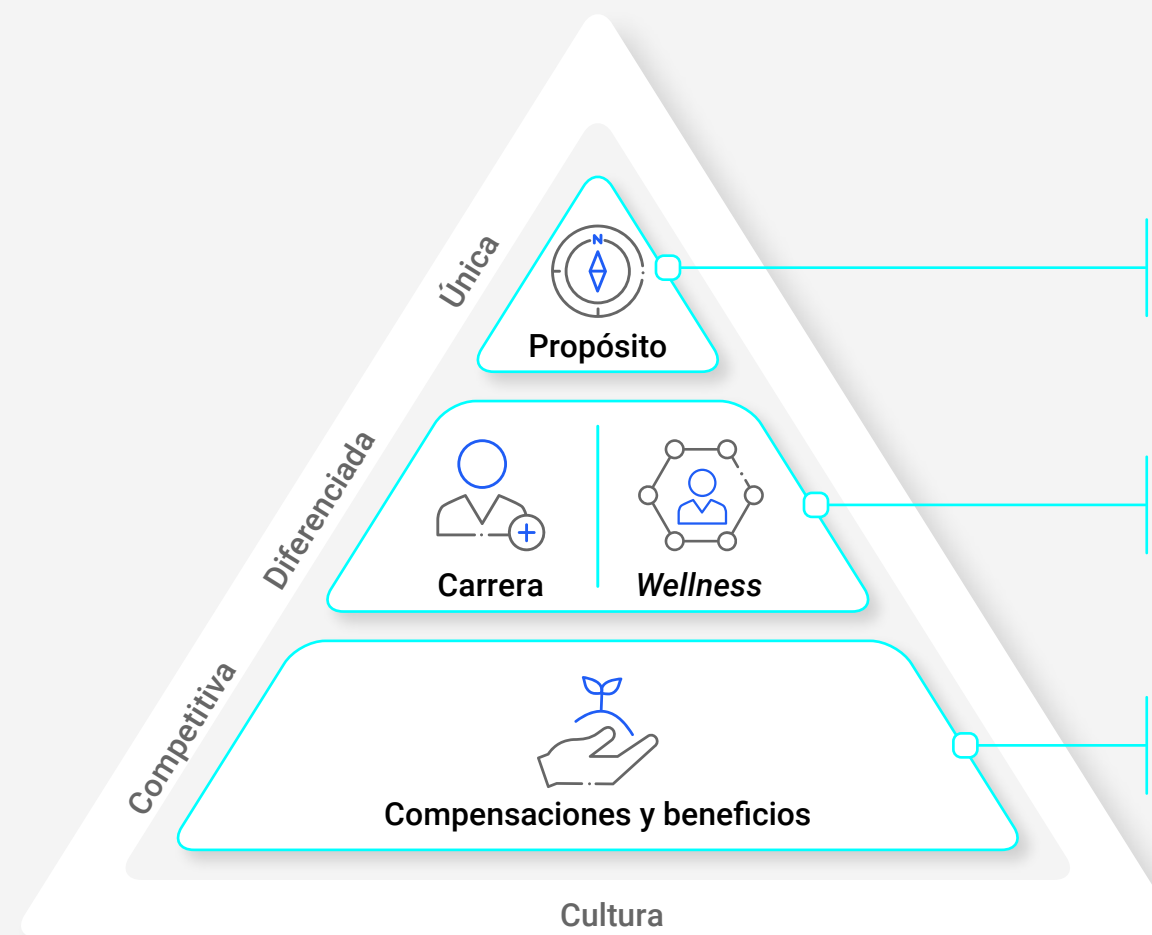 N
Única
Propósito
Diferenciada
Carrera
Wellness
Competitiva
Compensaciones y beneficios
Cultura